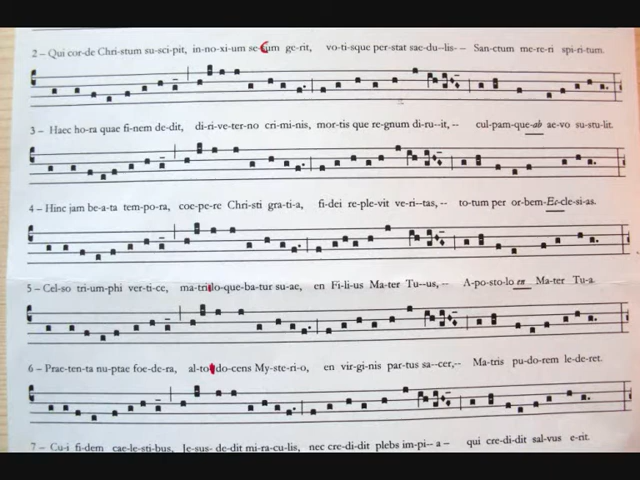 2 – Qui cor-de Chri-stum su-sci-pit, in-no-xi-um se-cum ge-rit, vo-ti-sque per-stat sae-du--lis- – San-ctum me-re-ri spi-ri-tum.
3 – Haec ho-ra quae fi-nem de-dit, di-ri-ve-ter-no cri-mi-nis, mor-tis que re-gnum di-ru--it, -- cul-pam-que-ab ae-vo su-stu-lit.
4 – Hinc jam be-a-ta tem-po-ra, coe-pe-re Chri-sti gra-ti-a, fi-dei re-ple-vit ve-ri--tas, -- to-tum per or-bem-Ec-cle-si-as.
5 – Cel-so tri-um-phi ver-ti-ce, ma-tri lo-que-ba-tur su-ae, en Fi-li-us Ma-ter Tu--us, -- A-po-sto-lo en Ma-ter Tu-a.
6 – Prae-ten-ta nu-ptae foe-de-ra, al-to do-cens My-ste-ri-o, en vir-gi-nis par-tus sa--cer,-- Ma-tris pu-do-rem le-de-ret.
7 – Cu-i fi-dem cae-le-sti-bus, Je-sus- de-dit mi-ra-cu-lis, nec cre-di-dit plebs im-pi-- a – qui cre-di-dit sal-vus e-rit.